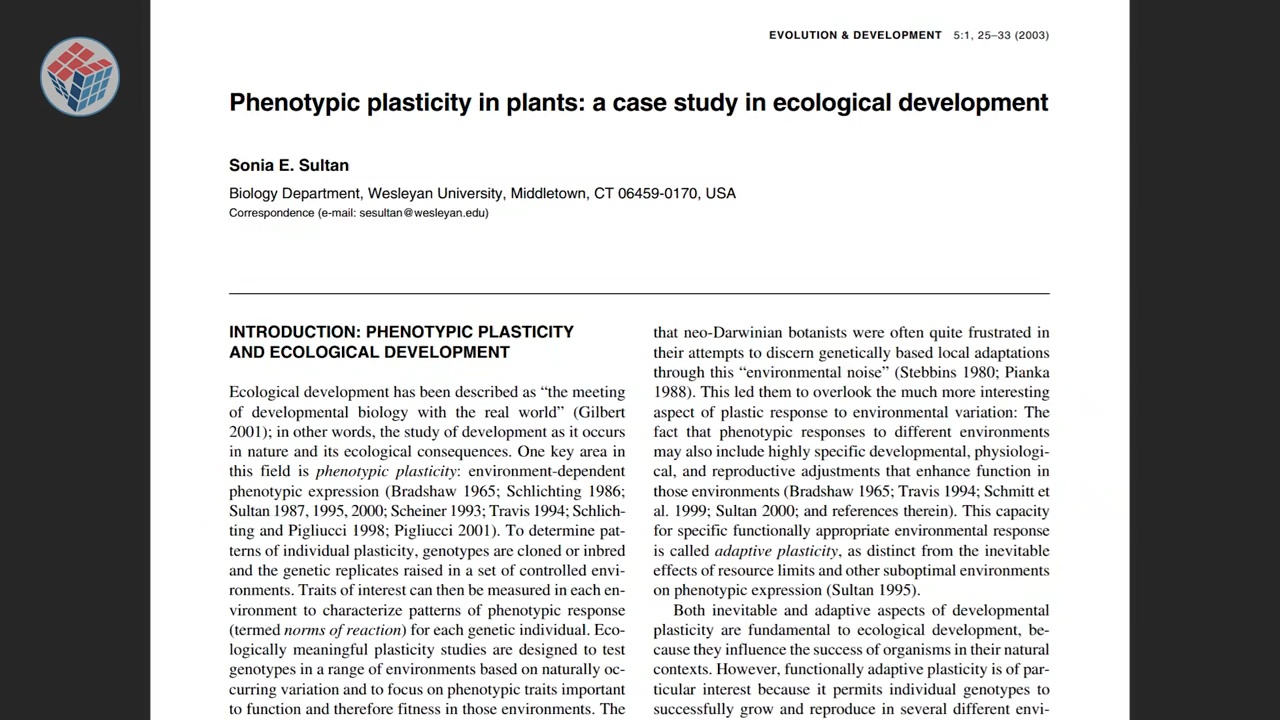 EVOLUTION & DEVELOPMENT 5:1, 25–33 (2003)
Phenotypic plasticity in plants: a case study in ecological development
Sonia E. Sultan
Biology Department, Wesleyan University, Middletown, CT 06459-0170, USA
Correspondence (e-mail: sesultan@wesleyan.edu)
INTRODUCTION: PHENOTYPIC PLASTICITY
AND ECOLOGICAL DEVELOPMENT
Ecological development has been described as “the meeting
of developmental biology with the real world” (Gilbert
2001); in other words, the study of development as it occurs
in nature and its ecological consequences. One key area in
this field is phenotypic plasticity: environment-dependent
phenotypic expression (Bradshaw 1965; Schlichting 1986;
Sultan 1987, 1995, 2000; Scheiner 1993; Travis 1994; Schlich-
ting and Pigliucci 1998; Pigliucci 2001). To determine pat-
terns of individual plasticity, genotypes are cloned or inbred
and the genetic replicates raised in a set of controlled envi-
ronments. Traits of interest can then be measured in each en-
vironment to characterize patterns of phenotypic response
(termed norms of reaction) for each genetic individual. Eco-
logically meaningful plasticity studies are designed to test
genotypes in a range of environments based on naturally oc-
curring variation and to focus on phenotypic traits important
to function and therefore fitness in those environments. The
that neo-Darwinian botanists were often quite frustrated in
their attempts to discern genetically based local adaptations
through this “environmental noise” (Stebbins 1980; Pianka
1988). This led them to overlook the much more interesting
aspect of plastic response to environmental variation: The
fact that phenotypic responses to different environments
may also include highly specific developmental, physiologi-
cal, and reproductive adjustments that enhance function in
those environments (Bradshaw 1965; Travis 1994; Schmitt et
al. 1999; Sultan 2000; and references therein). This capacity
for specific functionally appropriate environmental response
is called adaptive plasticity, as distinct from the inevitable
effects of resource limits and other suboptimal environments
on phenotypic expression (Sultan 1995).
Both inevitable and adaptive aspects of developmental
plasticity are fundamental to ecological development, be-
cause they influence the success of organisms in their natural
contexts. However, functionally adaptive plasticity is of par-
ticular interest because it permits individual genotypes to
successfully grow and reproduce in several different envi-